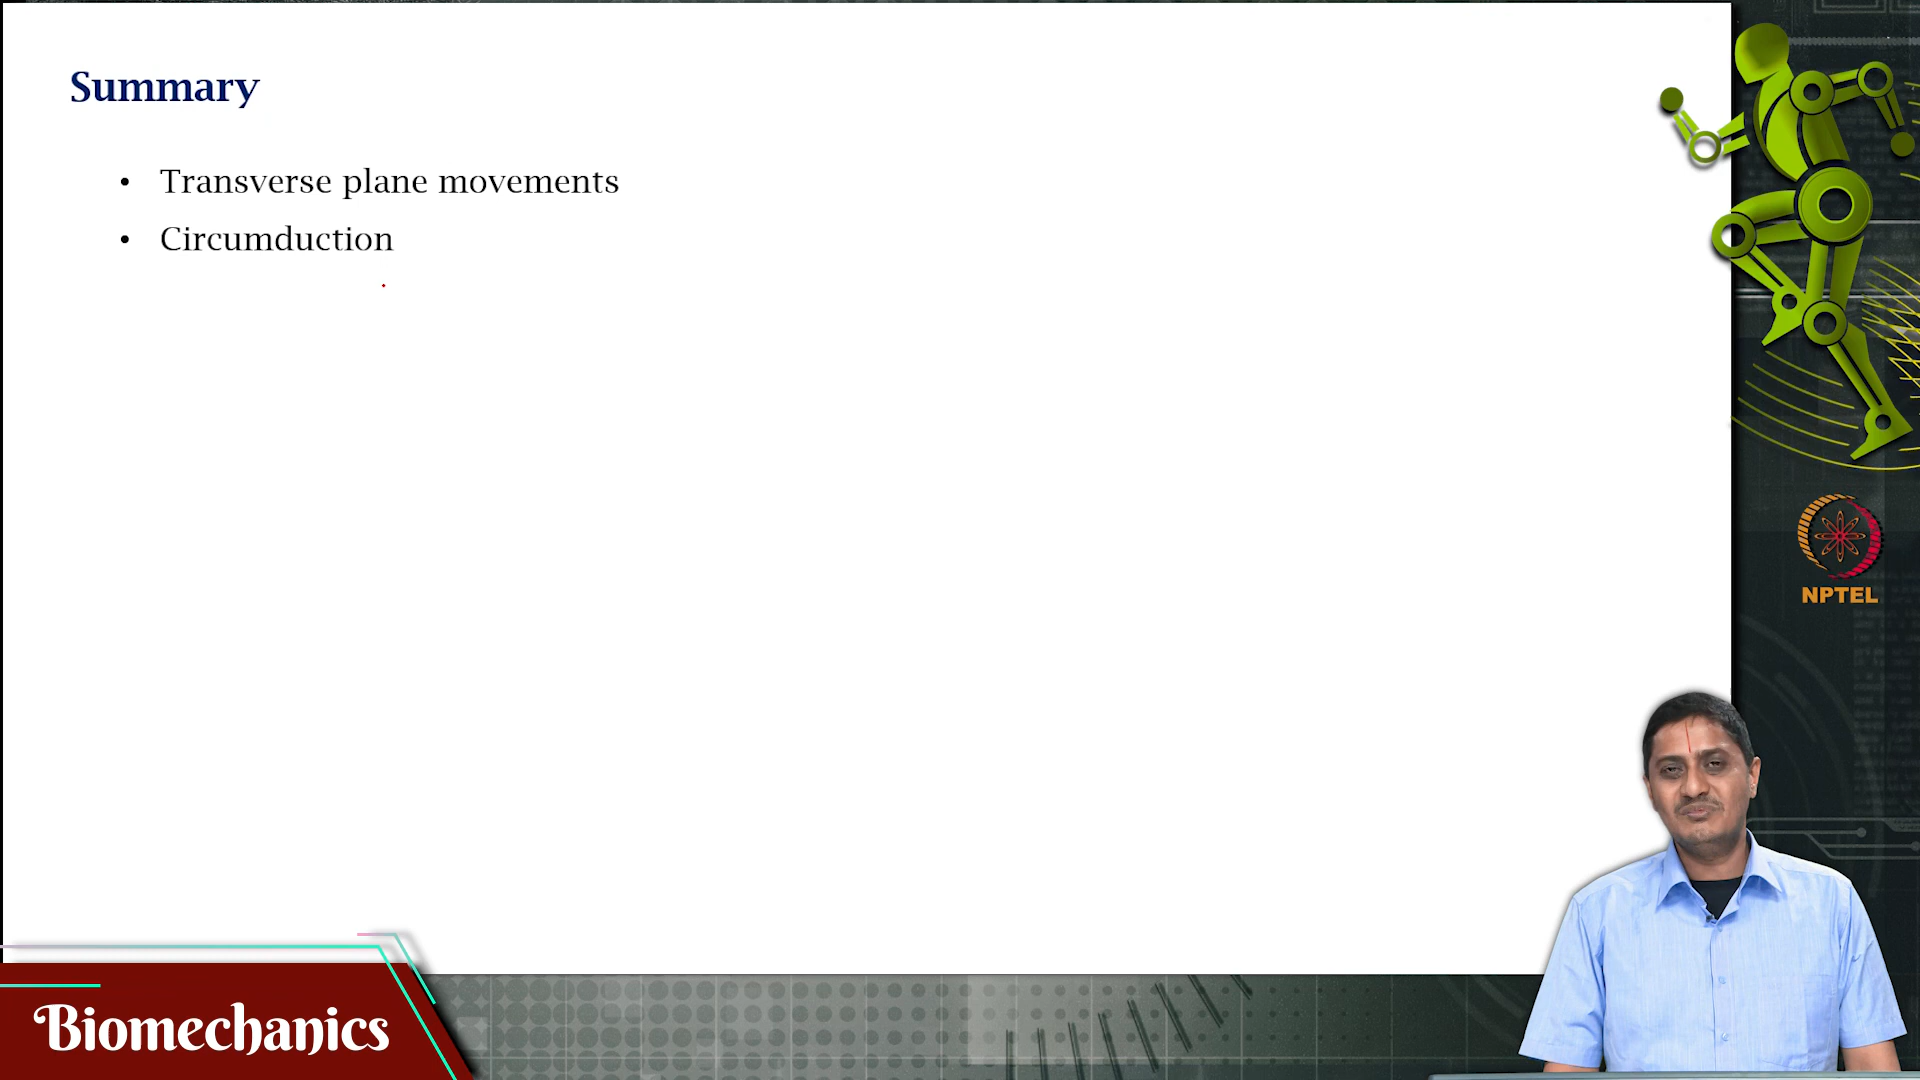 Summary
• Transverse plane movements
• Circumduction
NPTEL
Biomechanics